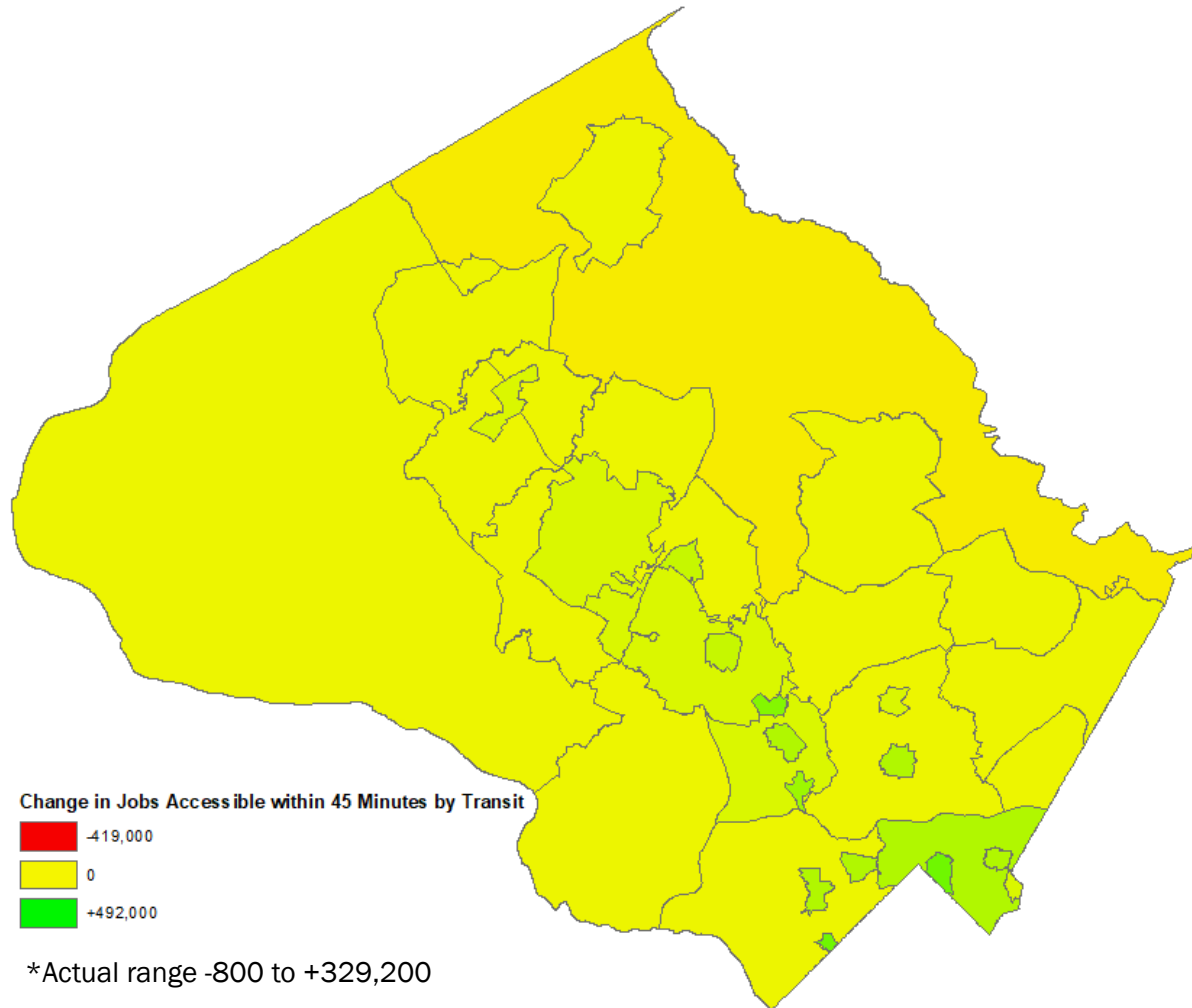 Change in Jobs Accessible within 45 Minutes by Transit
-419,000
0
+492,000
*Actual range -800 to +329,200